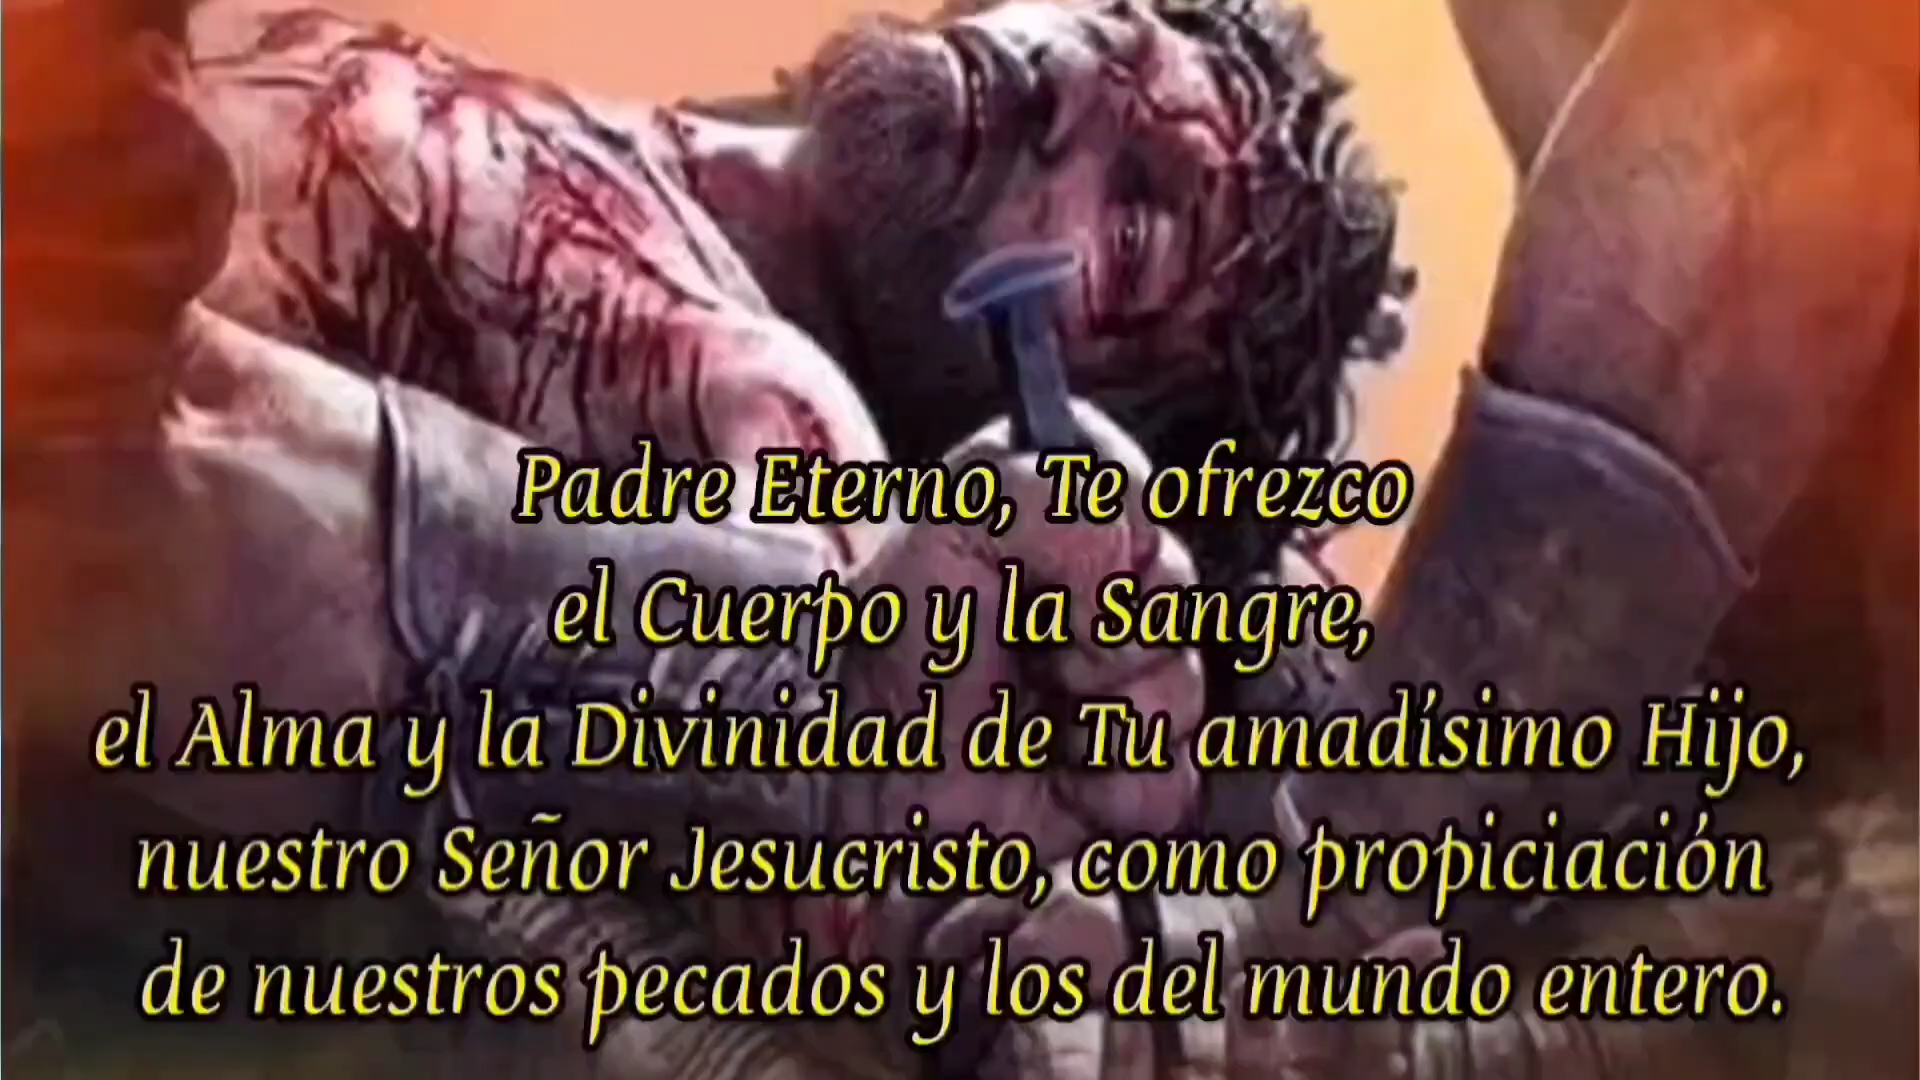 Padre Eterno, Te ofrezco
el Cuerpo y la Sangre,
el Alma y la Divinidad de Tu amadísimo Hijo,
nuestro Señor Jesucristo, como propiciación
de nuestros pecados y los del mundo entero.